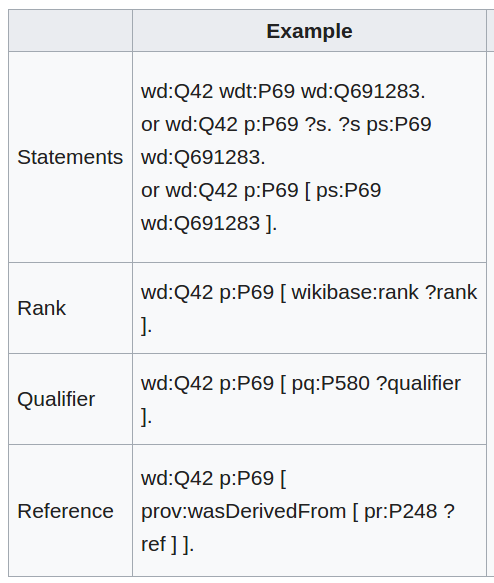 Example
Statements
wd:Q42 wdt:P69 wd:Q691283.
or wd:Q42 p:P69 ?s. ?s ps:P69
wd:Q691283.
or wd:Q42 p:P69 [ ps:P69
wd:Q691283 ].
Rank
wd:Q42 p:P69 [ wikibase:rank ?rank
].
Qualifier
wd:Q42 p:P69 [ pq:P580 ?qualifier
].
Reference
wd:Q42 p:P69 [
prov:wasDerivedFrom [ pr:P248 ?
ref ] ].